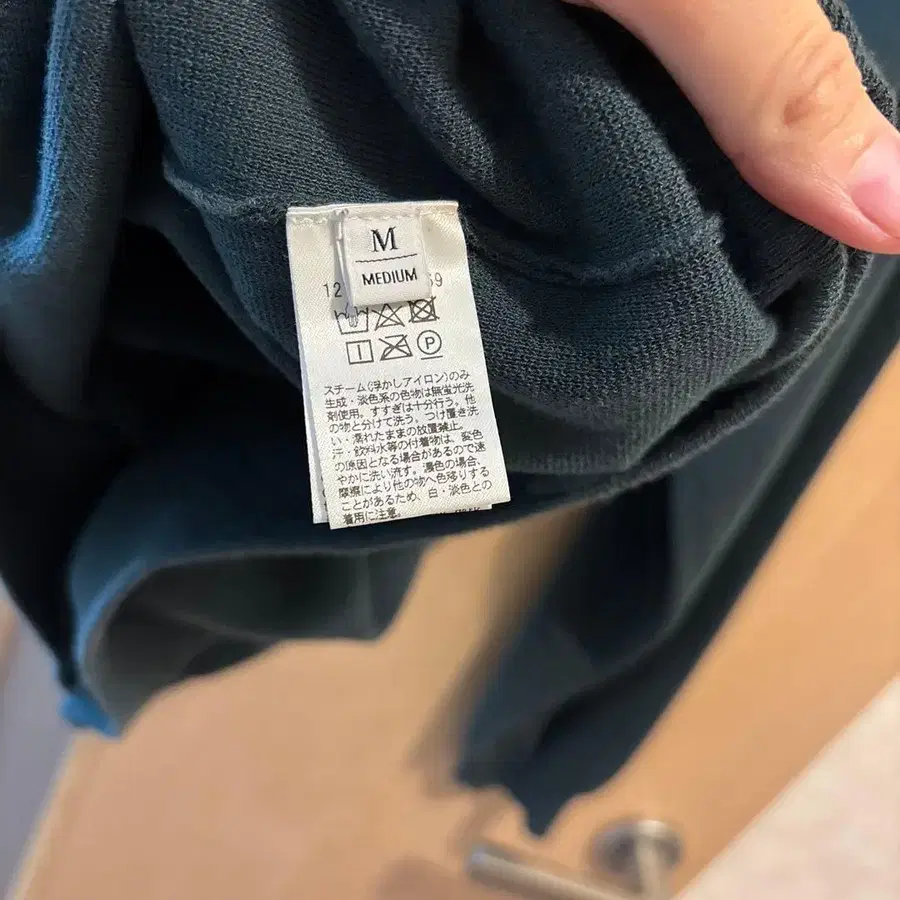 M
MEDIUM
12
59
P
スチーム(浮かしアイロン)のみ
生成・淡色系の色物は無蛍光洗
剤使用。すすぎは十分行う。他
の物と分けて洗う。つけ置き洗
い・濡れたままの放置禁止。
汗・飲料水等の付着物は、変色
の原因となる場合があるので速
やかに洗い流す。濃色の場合、
摩擦により他の物へ色移りする
ことがあるため、白・淡色との
着用に注意。